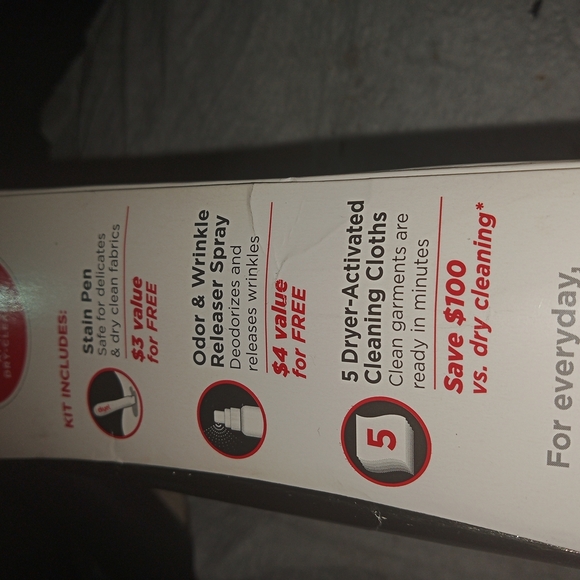 DRY-CLEA
KIT INCLUDES:
Stain Pen
Safe for delicates
& dry clean fabrics
$3 value
for FREE
Odor & Wrinkle
Releaser Spray
Deodorizes and
releases wrinkles
$4 value
for FREE
5
5 Dryer-Activated
Cleaning Cloths
Clean garments are
ready in minutes
Save $100
vs. dry cleaning*
For everyday,